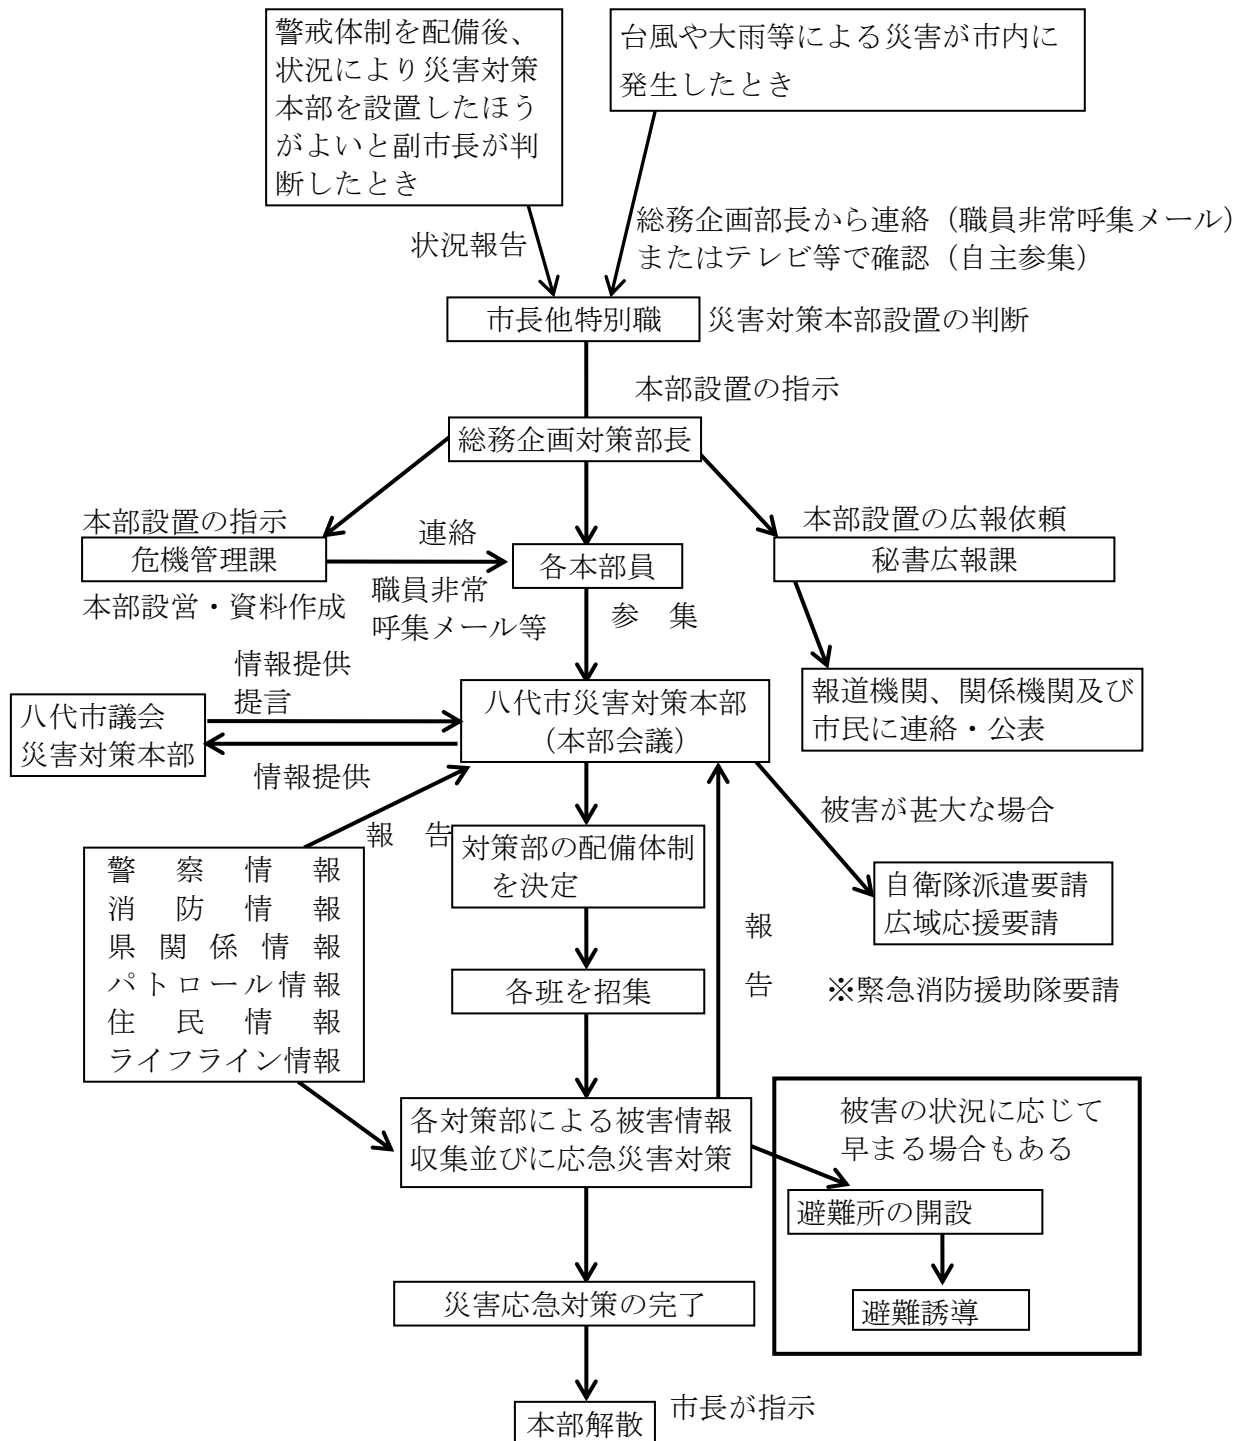 警戒体制を配備後、
状況により災害対策
本部を設置したほう
がよいと副市長が判
断したとき
台風や大雨等による災害が市内に
発生したとき
状況報告
総務企画部長から連絡（職員非常呼集メール）
またはテレビ等で確認（自主参集）
市長他特別職
災害対策本部設置の判断
本部設置の指示
総務企画対策部長
本部設置の指示
危機管理課
本部設営・資料作成
連絡
職員非常
呼集メール等
各本部員
参　集
本部設置の広報依頼
秘書広報課
報道機関、関係機関及び
市民に連絡・公表
情報提供
提言
八代市議会
災害対策本部
情報提供
八代市災害対策本部
（本部会議）
被害が甚大な場合
自衛隊派遣要請
広域応援要請
※緊急消防援助隊要請
報　告
警察情報
消防情報
県関係情報
パトロール情報
住民情報
ライフライン情報
対策部の配備体制
を決定
各班を招集
報
告
各対策部による被害情報
収集並びに応急災害対策
被害の状況に応じて
早まる場合もある
避難所の開設
避難誘導
災害応急対策の完了
本部解散
市長が指示